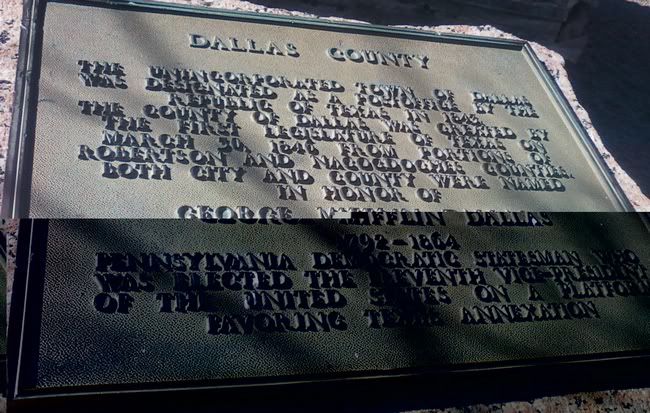 DALLAS COUNTY
THE UNINCORPORATED TOWN OF DALLAS
WAS DESIGNATED AS A POSTOFFICE BY THE
REPUBLIC OF TEXAS IN 1842
THE COUNTY OF DALLAS WAS CREATED BY
THE FIRST LEGISLATURE OF TEXAS ON
MARCH 30, 1846 FROM PORTIONS OF
ROBERTSON AND NACOGDOCHES COUNTIES.
BOTH CITY AND COUNTY WERE NAMED
IN HONOR OF
GEORGE MIFFLIN DALLAS
1792-1864
PENNSYLVANIA DEMOCRATIC STATESMAN WHO
WAS ELECTED THE ELEVENTH VICE-PRESIDENT
OF THE UNITED STATES ON A PLATFORM
FAVORING TEXAS ANNEXATION